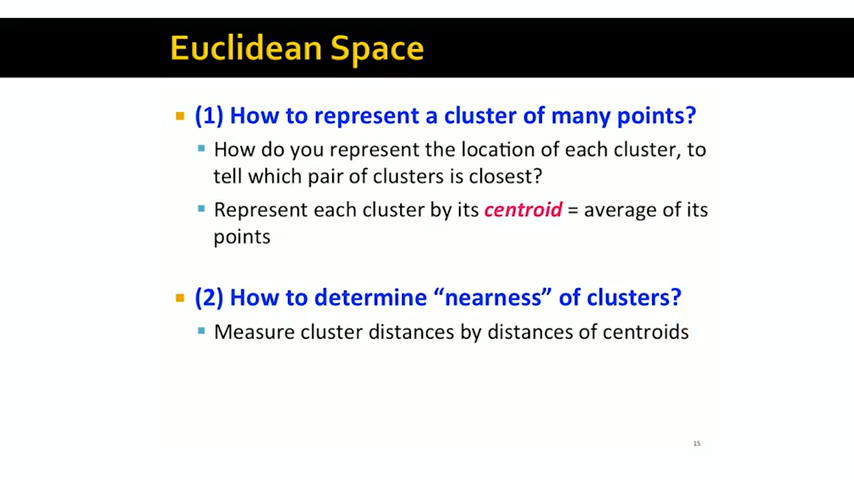 Euclidean Space
(1) How to represent a cluster of many points?
How do you represent the location of each cluster, to
tell which pair of clusters is closest?
Represent each cluster by its centroid = average of its
points
(2) How to determine “nearness” of clusters?
Measure cluster distances by distances of centroids
15